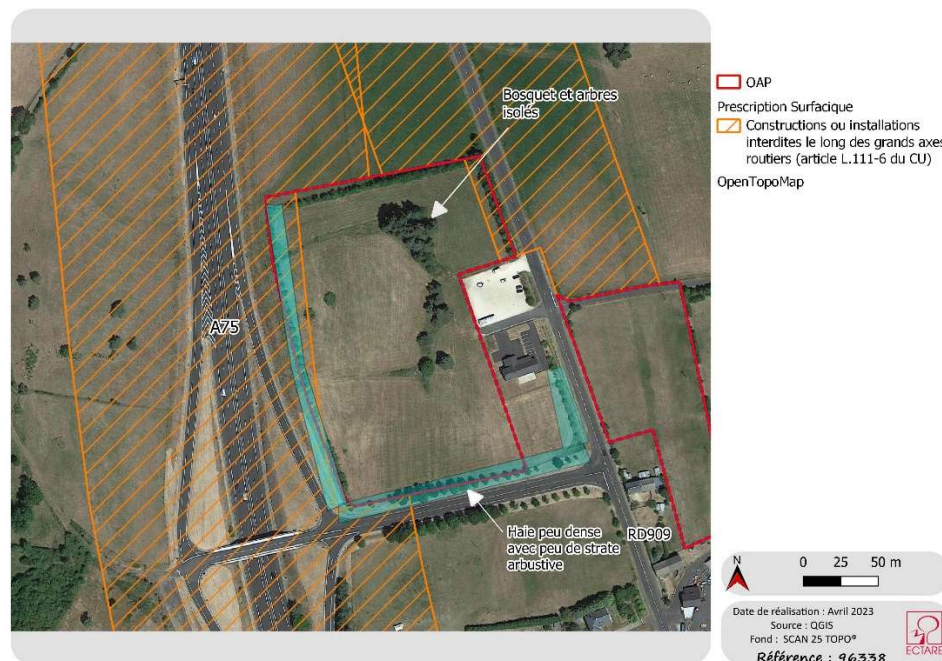 Bosquet et arbres
isolés
A75
Haie peu dense
avec peu de strate
arbustive
RD909
OAP
Prescription Surfacique
Constructions ou installations
interdites le long des grands axes
routiers (article L.111-6 du CU)
OpenTopoMap
N
0 25 50 m
Date de réalisation : Avril 2023
Source : QGIS
Fond : SCAN 25 TOPO®
Référence : 96338
ECTARE